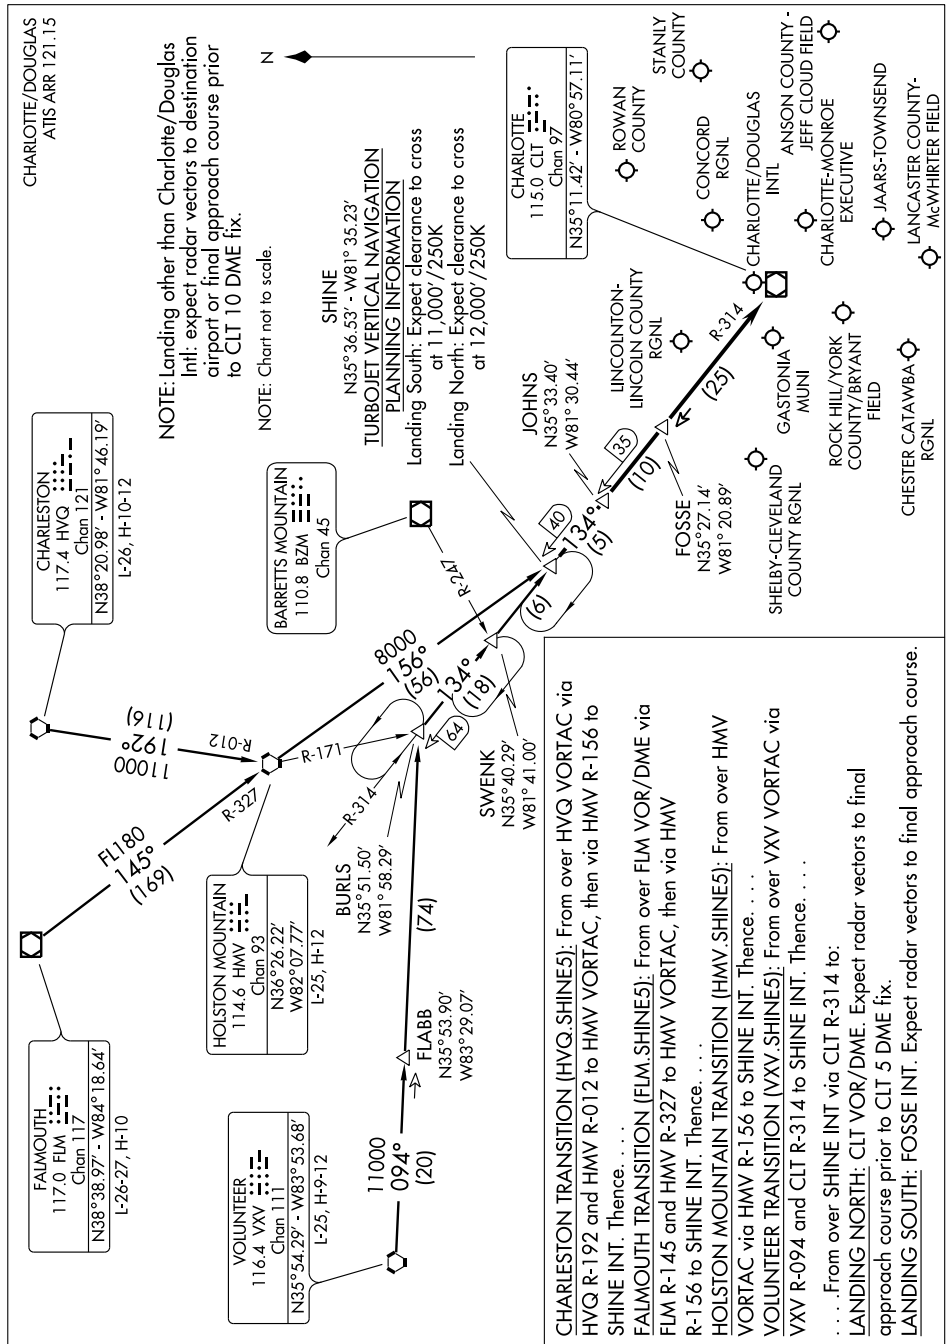 CHARLOTTE/DOUGLAS
ATIS ARR 121.15
NOTE: Landing other than Charlotte/Douglas
Intl: expect radar vectors to destination
airport or final approach course prior
to CLT 10 DME fix.
NOTE: Chart not to scale.
N
FALMOUTH
117.0 FLM
Chan 117
N38°38.97' - W84°18.64'
L-26-27, H-10
CHARLESTON
117.4 HVQ
Chan 121
N38°20.98' - W81°46.19'
L-26, H-10-12
FL180
145°
(169)
R-327
11000
192°
(116)
R-012
HOLSTON MOUNTAIN
114.6 HMV
Chan 93
N36°26.22'
W82°07.77'
L-25, H-12
BARRETTS MOUNTAIN
110.8 BZM
Chan 45
VOLUNTEER
116.4 VXV
Chan 111
N35°54.29' - W83°53.68'
L-25, H-9-12
11000
094°
(20)
FLABB
N35°53.90'
W83°29.07'
(74)
BURLS
N35°51.50'
W81°58.29'
R-314
R-171
64
8000
156°
(56)
134°
(18)
R-247
SWENK
N35°40.29'
W81°41.00'
(6)
SHINE
N35°36.53' - W81°35.23'
TURBOJET VERTICAL NAVIGATION
PLANNING INFORMATION
Landing South: Expect clearance to cross
at 11,000'/250K
Landing North: Expect clearance to cross
at 12,000'/250K
40
134°
(5)
JOHNS
N35°33.40'
W81°30.44'
35
(10)
FOSSE
N35°27.14'
W81°20.89'
(25)
R-314
CHARLOTTE
115.0 CLT
Chan 97
N35°11.42' - W80°57.11'
ROWAN
COUNTY
STANLY
COUNTY
CONCORD
RGNL
LINCOLNTON-
LINCOLN COUNTY
RGNL
CHARLOTTE/DOUGLAS
INTL
ANSON COUNTY-
JEFF CLOUD FIELD
CHARLOTTE-MONROE
EXECUTIVE
JAARS-TOWNSEND
LANCASTER COUNTY-
McWHIRTER FIELD
GASTONIA
MUNI
SHELBY-CLEVELAND
COUNTY RGNL
ROCK HILL/YORK
COUNTY/BRYANT
FIELD
CHESTER CATAWBA
RGNL
CHARLESTON TRANSITION (HVQ.SHINE5): From over HVQ VORTAC via
HVQ R-192 and HMV R-012 to HMV VORTAC, then via HMV R-156 to
SHINE INT. Thence. . . .
FALMOUTH TRANSITION (FLM.SHINE5): From over FLM VOR/DME via
FLM R-145 and HMV R-327 to HMV VORTAC, then via HMV
R-156 to SHINE INT. Thence. . . .
HOLSTON MOUNTAIN TRANSITION (HMV.SHINE5): From over HMV
VORTAC via HMV R-156 to SHINE INT. Thence. . . .
VOLUNTEER TRANSITION (VXV.SHINE5): From over VXV VORTAC via
VXV R-094 and CLT R-314 to SHINE INT. Thence. . . .
. . . .From over SHINE INT via CLT R-314 to:
LANDING NORTH: CLT VOR/DME. Expect radar vectors to final
approach course prior to CLT 5 DME fix.
LANDING SOUTH: FOSSE INT. Expect radar vectors to final approach course.